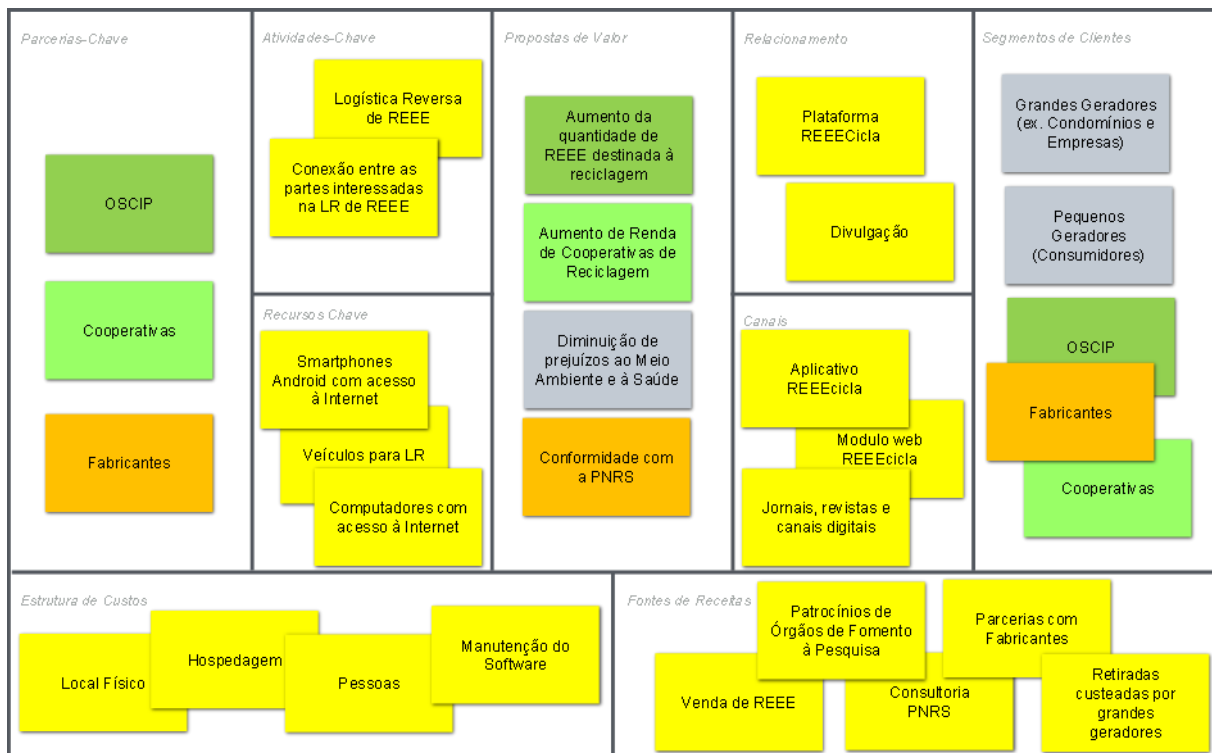 Parcerias-Chave
OSCIP
Cooperativas
Fabricantes
Atividades-Chave
Logística Reversa
de REEE
Conexão entre as
partes interessadas
na LR de REEE
Recursos Chave
Smartphones
Android com acesso
à Internet
Veículos para LR
Computadores com
acesso à Internet
Propostas de Valor
Aumento da
quantidade de
REEE destinada à
reciclagem
Aumento de Renda
de Cooperativas de
Reciclagem
Diminuição de
prejuízos ao Meio
Ambiente e à Saúde
Conformidade com
a PNRS
Relacionamento
Plataforma
REEECicla
Divulgação
Canais
Aplicativo
REEEcicla
Modulo web
REEEcicla
Jornais, revistas e
canais digitais
Segmentos de Clientes
Grandes Geradores
(ex. Condomínios e
Empresas)
Pequenos
Geradores
(Consumidores)
OSCIP
Fabricantes
Cooperativas
Estrutura de Custos
Local Físico
Hospedagem
Pessoas
Manutenção do
Software
Fontes de Receitas
Venda de REEE
Patrocínios de
Órgãos de Fomento
à Pesquisa
Consultoria
PNRS
Parcerias com
Fabricantes
Retiradas
custeadas por
grandes
geradores